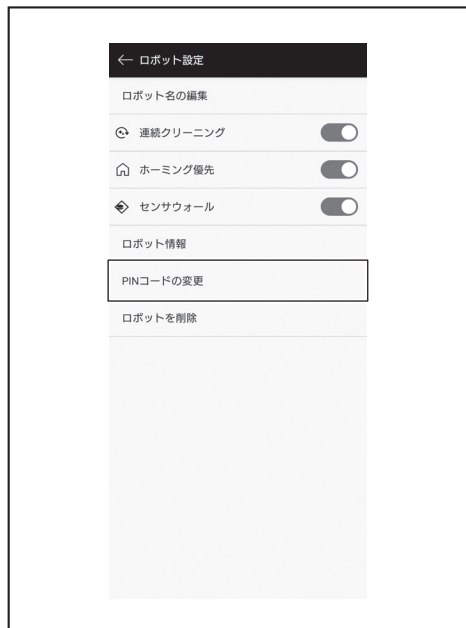 ← ロボット設定
ロボット名の編集
連続クリーニング
ホーミング優先
センサウォール
ロボット情報
PINコードの変更
ロボットを削除